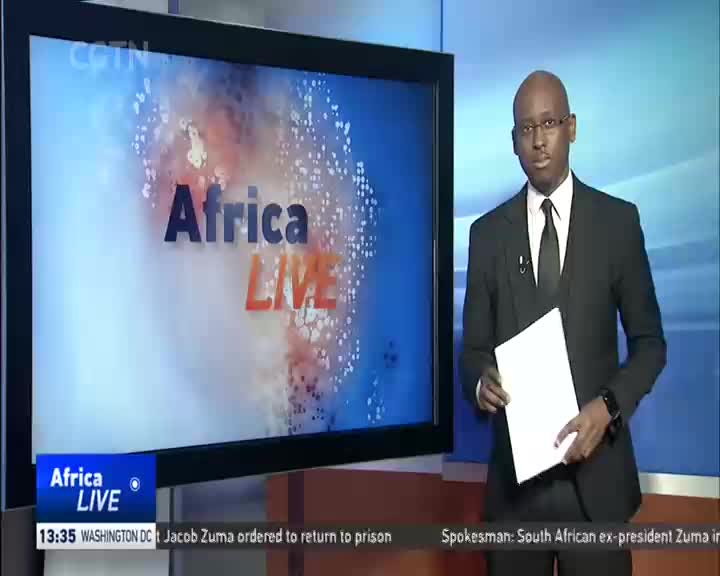 CGTN
Africa
LIVE
Africa
LIVE
13:35 WASHINGTON DC t Jacob Zuma ordered to return to prison Spokesman: South African ex-president Zuma in